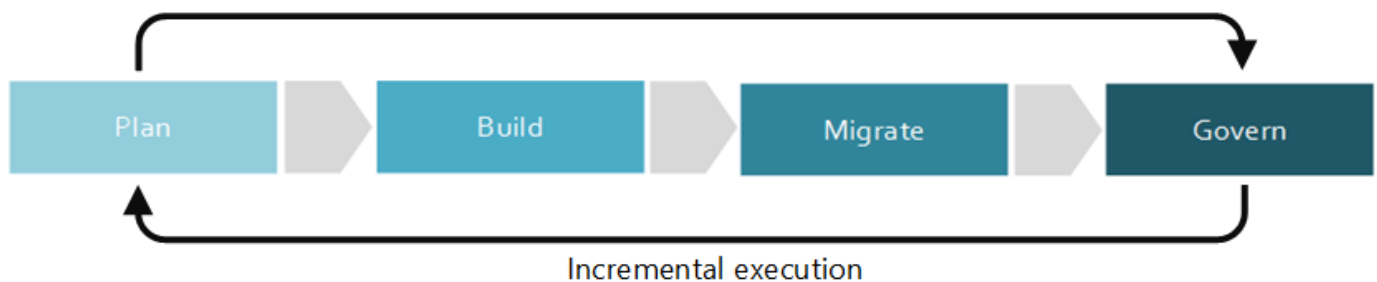 Plan
Build
Migrate
Govern
Incremental execution